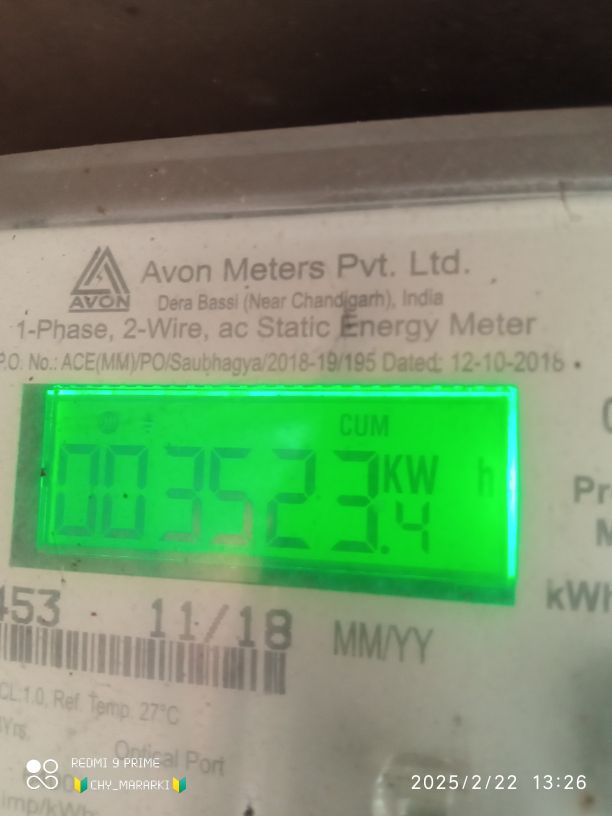 AVON
Avon Meters Pvt. Ltd.
Dera Bassi (Near Chandigarh), India
1-Phase, 2-Wire, ac Static Energy Meter
P.O. No.: ACE(MM)/PO/Saubhagya/2018-19/195 Dated: 12-10-2018
CUM
003523.4 KW h
453 11/18 MM/YY
kWh
CL:1.0, Ref. Temp. 27°C
Yrs.
Optical Port
imp/kWh
REDMI 9 PRIME
CHY_MARARKI
2025/2/22 13:26